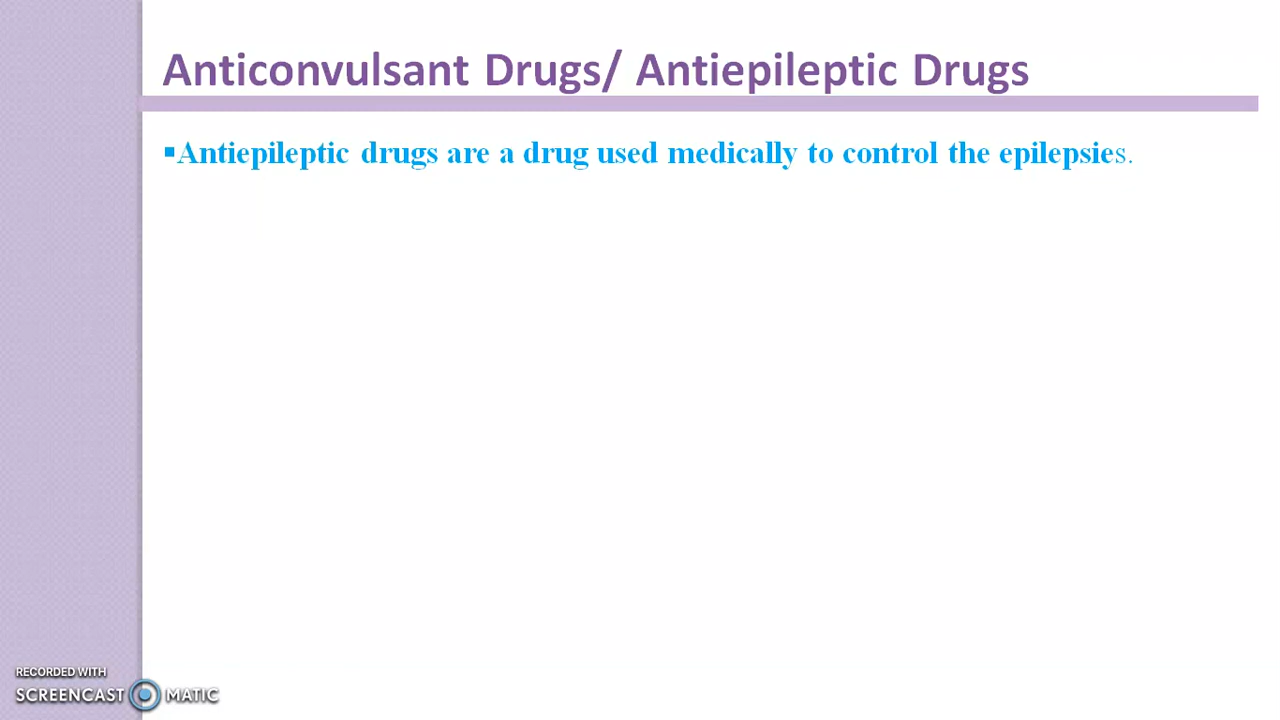 Anticonvulsant Drugs/ Antiepileptic Drugs
▪Antiepileptic drugs are a drug used medically to control the epilepsies.
RECORDED WITH
SCREENCAST MATIC